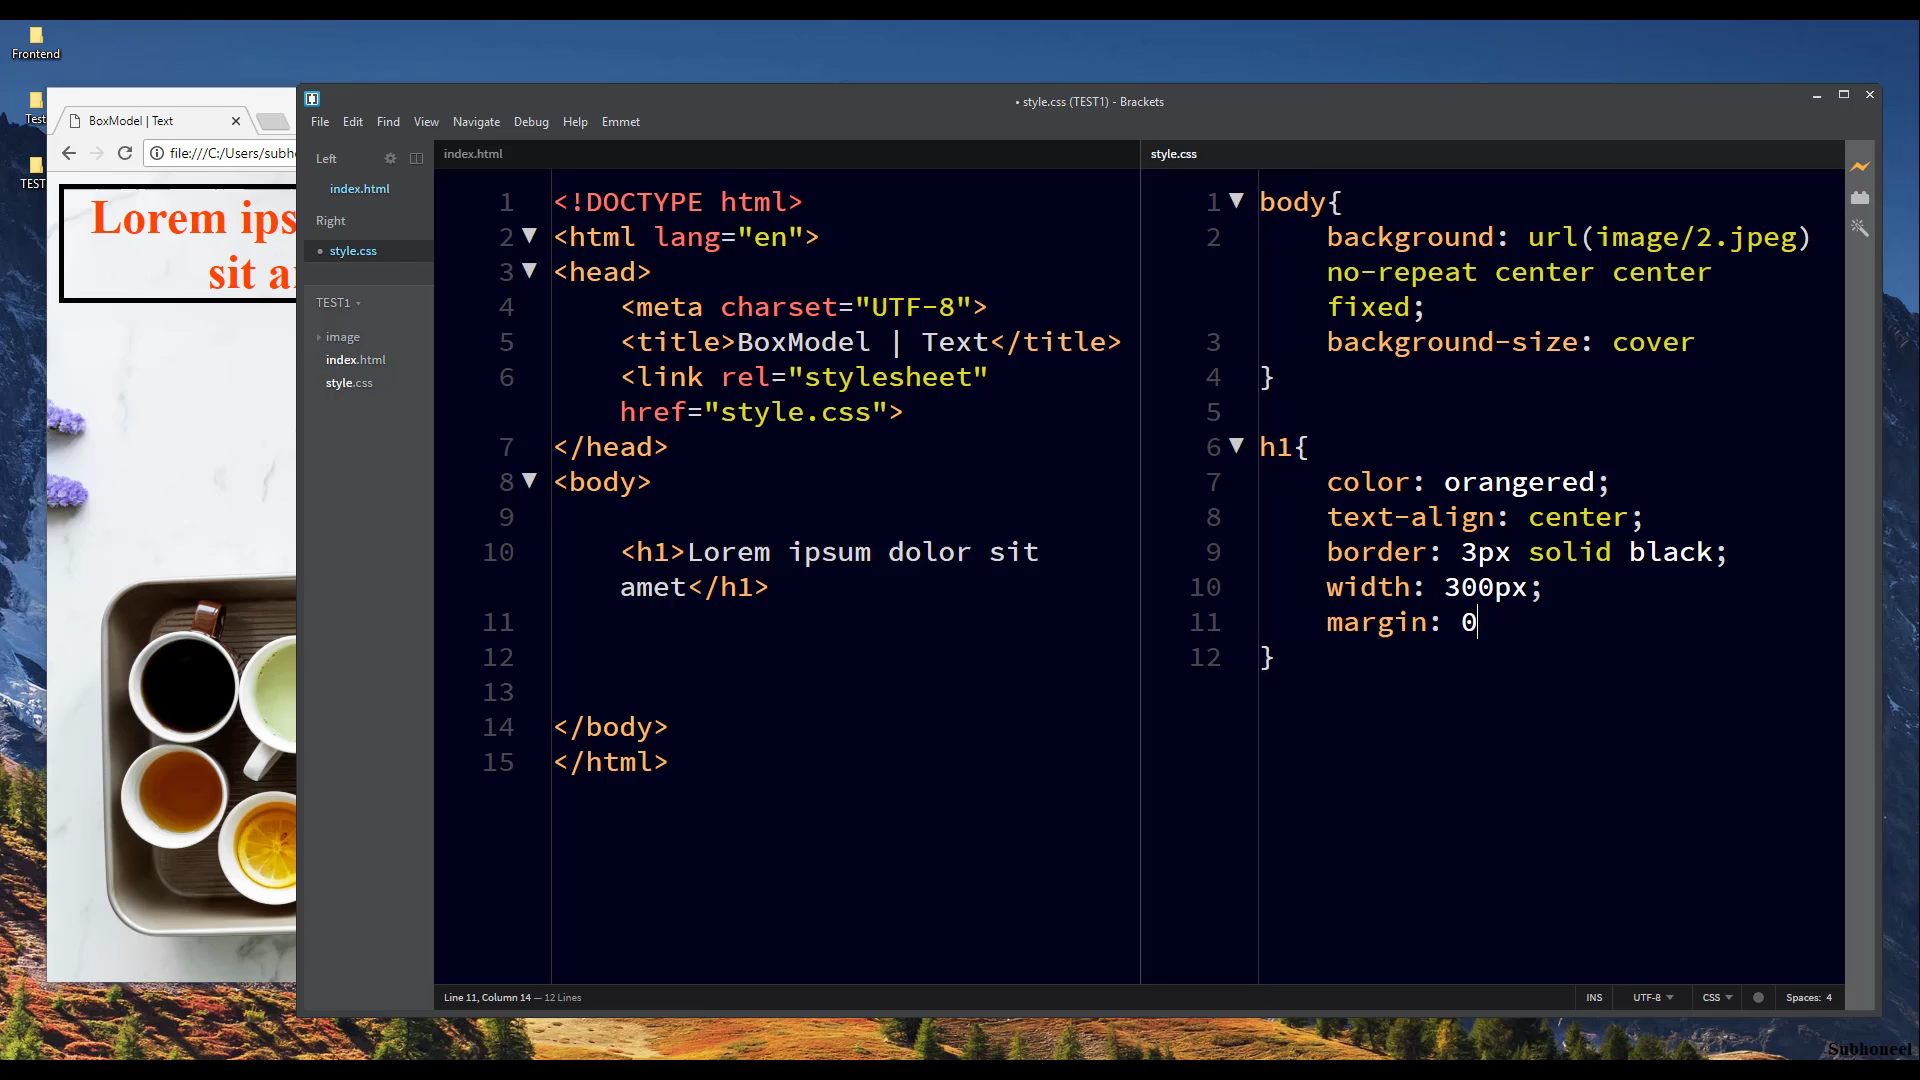 Frontend
Test
TEST
BoxModel | Text
file:///C:/Users/subh
Lorem ips
sit a
• style.css (TEST1) - Brackets
File Edit Find View Navigate Debug Help Emmet
Left
index.html
Right
style.css
TEST1
image
index.html
style.css
index.html
1 <!DOCTYPE html>
2 <html lang="en">
3 <head>
4 <meta charset="UTF-8">
5 <title>BoxModel | Text</title>
6 <link rel="stylesheet"
href="style.css">
7 </head>
8 <body>
9
10 <h1>Lorem ipsum dolor sit
amet</h1>
11
12
13
14 </body>
15 </html>
style.css
1 body{
2 background: url(image/2.jpeg)
no-repeat center center
fixed;
3 background-size: cover
4 }
5
6 h1{
7 color: orangered;
8 text-align: center;
9 border: 3px solid black;
10 width: 300px;
11 margin: 0
12 }
Line 11, Column 14 — 12 Lines
INS UTF-8 CSS Spaces: 4
Subhoneel